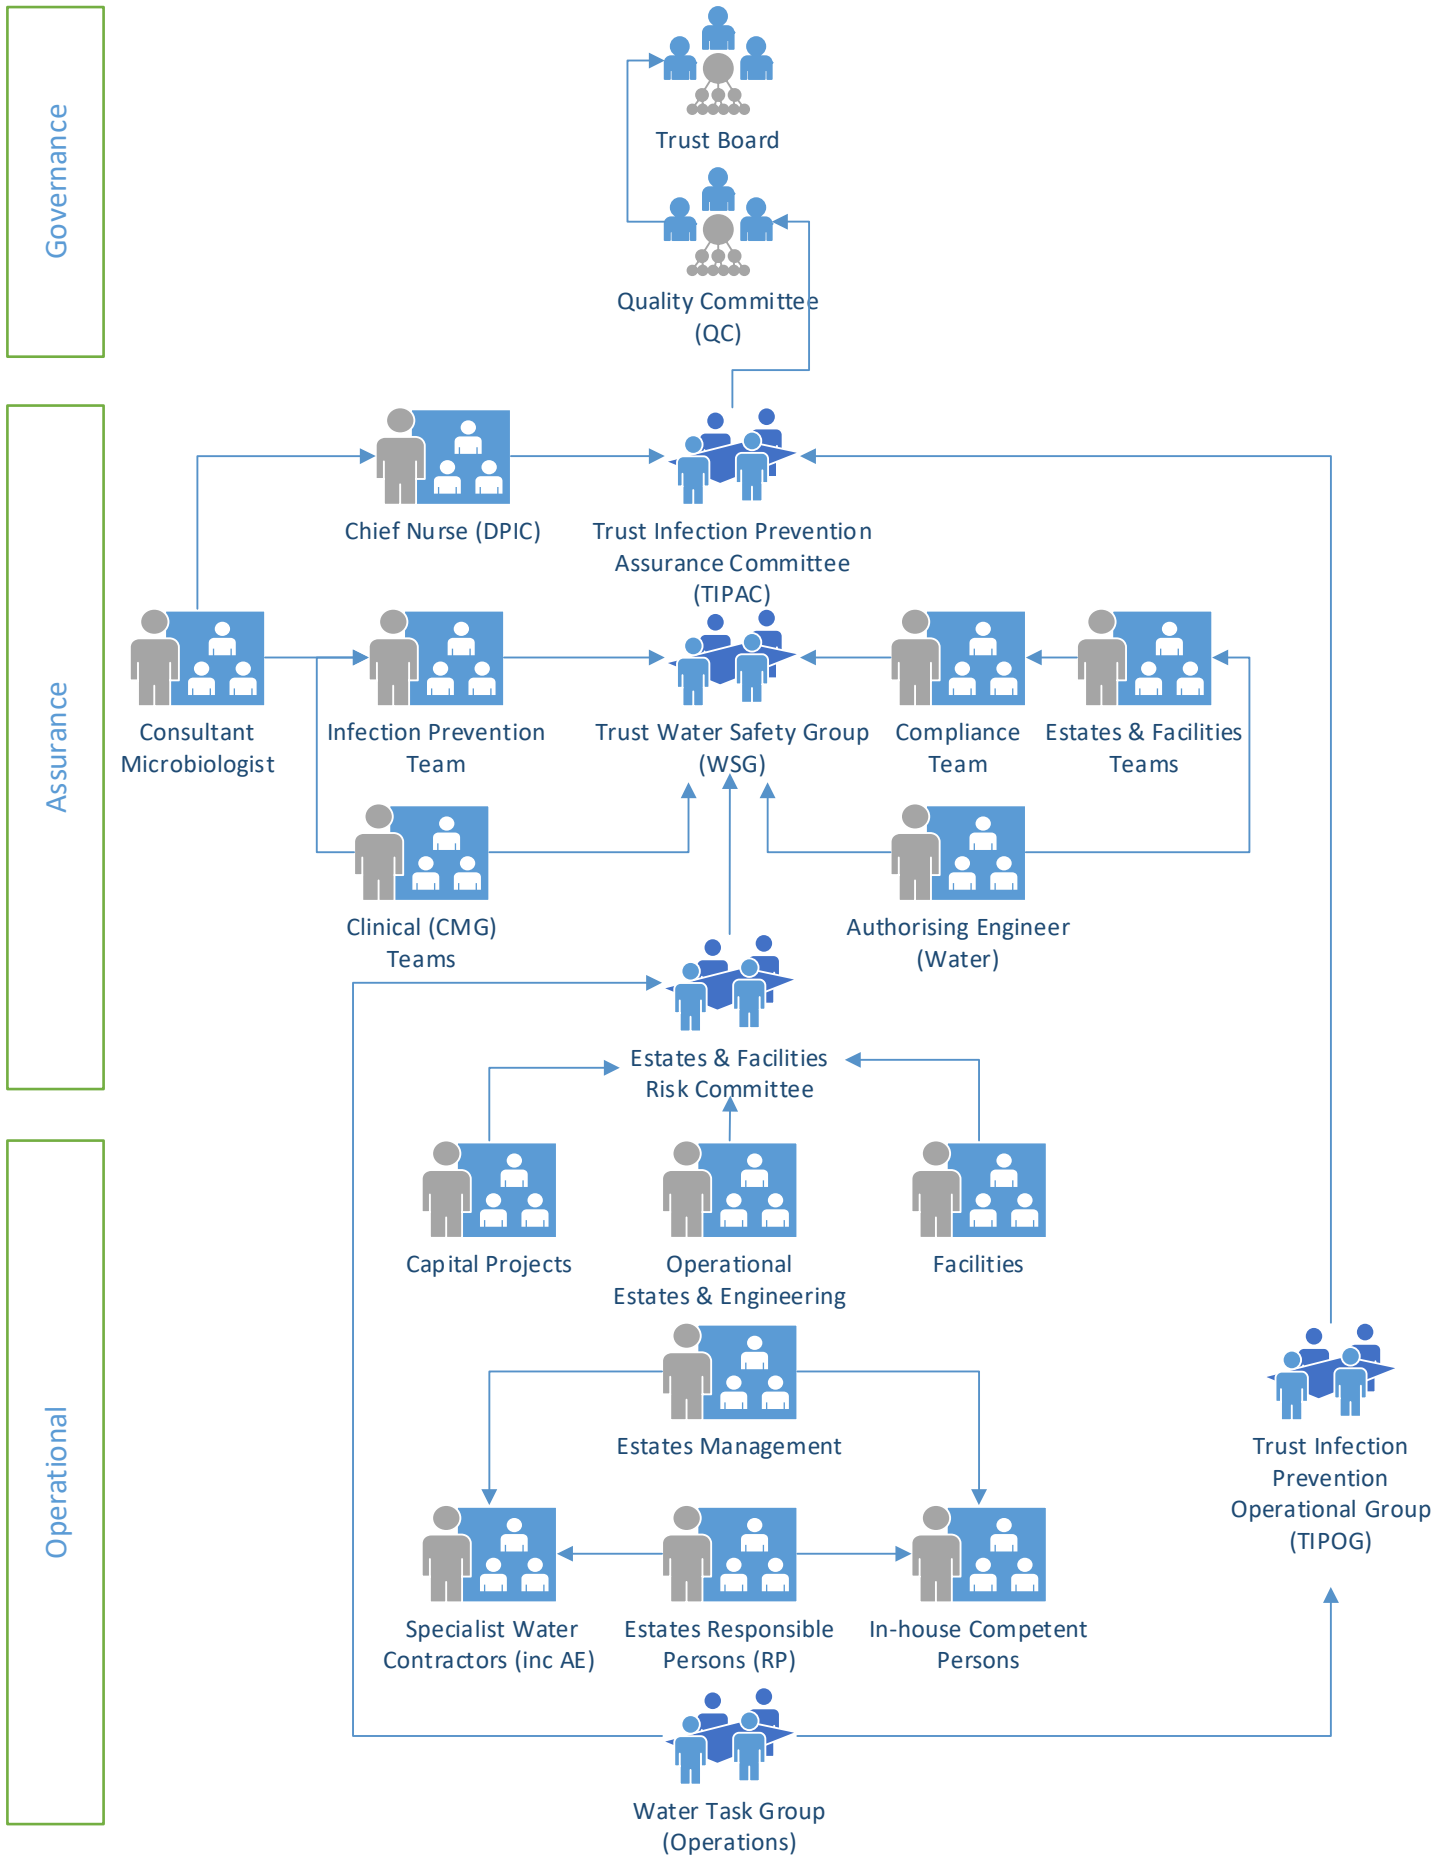 Governance
Trust Board
Quality Committee
(QC)
Assurance
Chief Nurse (DPIC)
Trust Infection Prevention
Assurance Committee
(TIPAC)
Consultant
Microbiologist
Infection Prevention
Team
Trust Water Safety Group
(WSG)
Compliance
Team
Estates & Facilities
Teams
Clinical (CMG)
Teams
Authorising Engineer
(Water)
Estates & Facilities
Risk Committee
Operational
Capital Projects
Operational
Estates & Engineering
Facilities
Estates Management
Trust Infection
Prevention
Operational Group
(TIPOG)
Specialist Water
Contractors (inc AE)
Estates Responsible
Persons (RP)
In-house Competent
Persons
Water Task Group
(Operations)